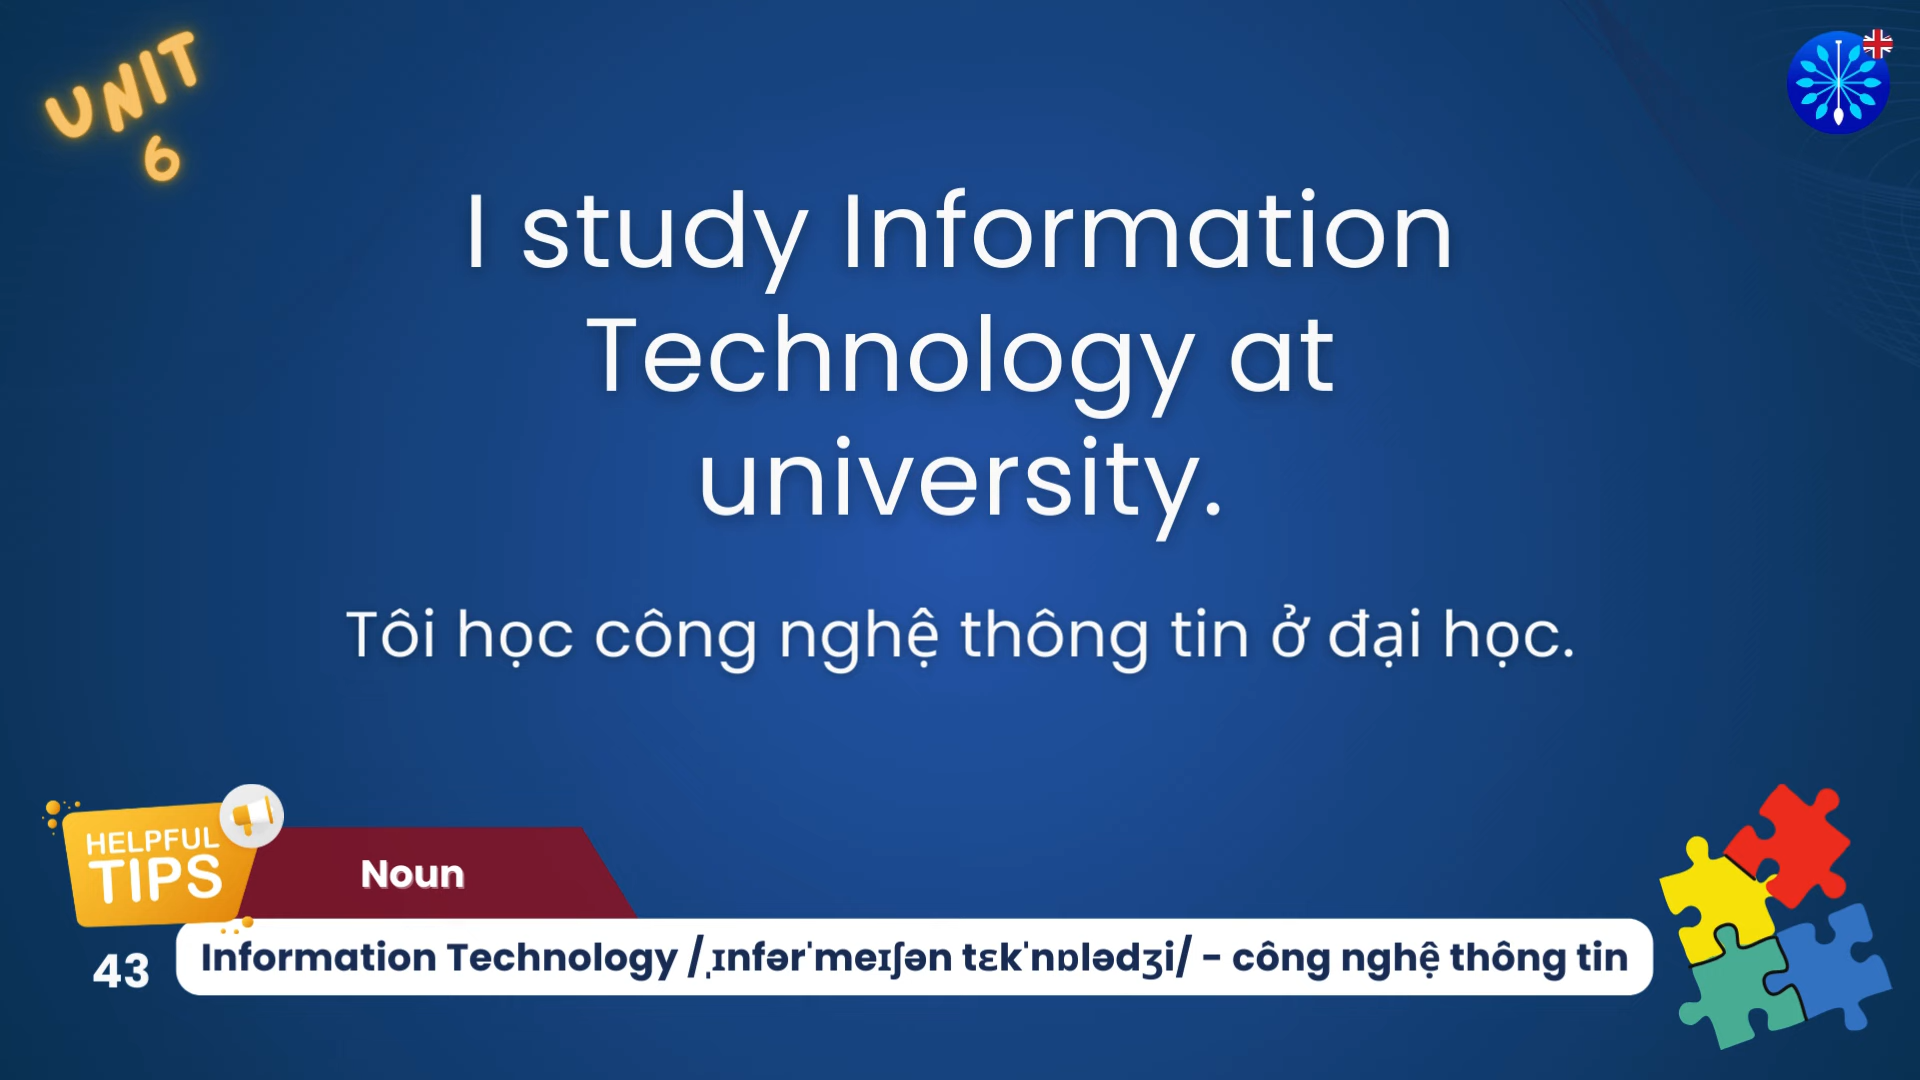 UNIT
6
I study Information
Technology at
university.
Tôi học công nghệ thông tin ở đại học.
HELPFUL
TIPS
Noun
43
Information Technology /ˌɪnfərˈmeɪʃən tɛkˈnɒlədʒi/ - công nghệ thông tin